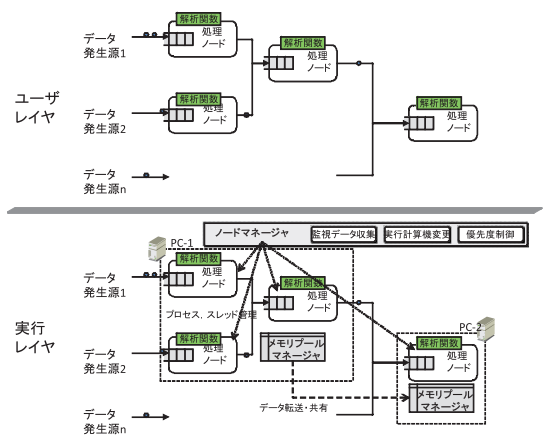 解析関数
データ
発生源1
処理
ノード
解析関数
処理
ノード
ユーザ
レイヤ
解析関数
データ
発生源2
処理
ノード
解析関数
処理
ノード
データ
発生源n
ノードマネージャ
監視データ収集
実行計算機変更
優先度制御
PC-1
解析関数
データ
発生源1
処理
ノード
解析関数
処理
ノード
プロセス、スレッド管理
実行
レイヤ
PC-2
解析関数
データ
発生源2
処理
ノード
メモリプール
マネージャ
解析関数
処理
ノード
メモリプール
マネージャ
データ転送・共有
データ
発生源n